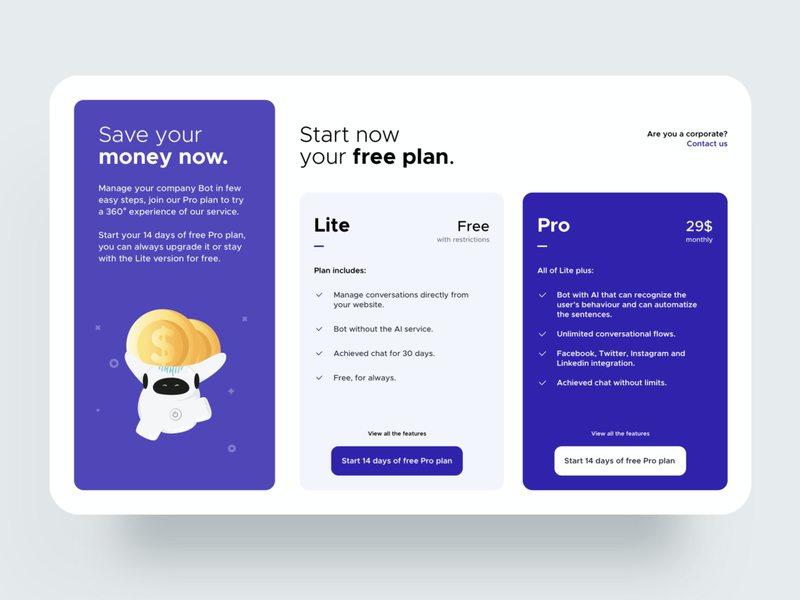 Save your
money now.
Manage your company Bot in few
easy steps, join our Pro plan to try
a 360° experience of our service.
Start your 14 days of free Pro plan,
you can always upgrade it or stay
with the Lite version for free.
$
Start now
your free plan.
Are you a corporate?
Contact us
Lite
Free
with restrictions
Plan includes:
Manage conversations directly from
your website.
Bot without the AI service.
Achieved chat for 30 days.
Free, for always.
View all the features
Start 14 days of free Pro plan
Pro
29$
monthly
All of Lite plus:
Bot with AI that can recognize the
user's behaviour and can automatize
the sentences.
Unlimited conversational flows.
Facebook, Twitter, Instagram and
Linkedin integration.
Achieved chat without limits.
View all the features
Start 14 days of free Pro plan